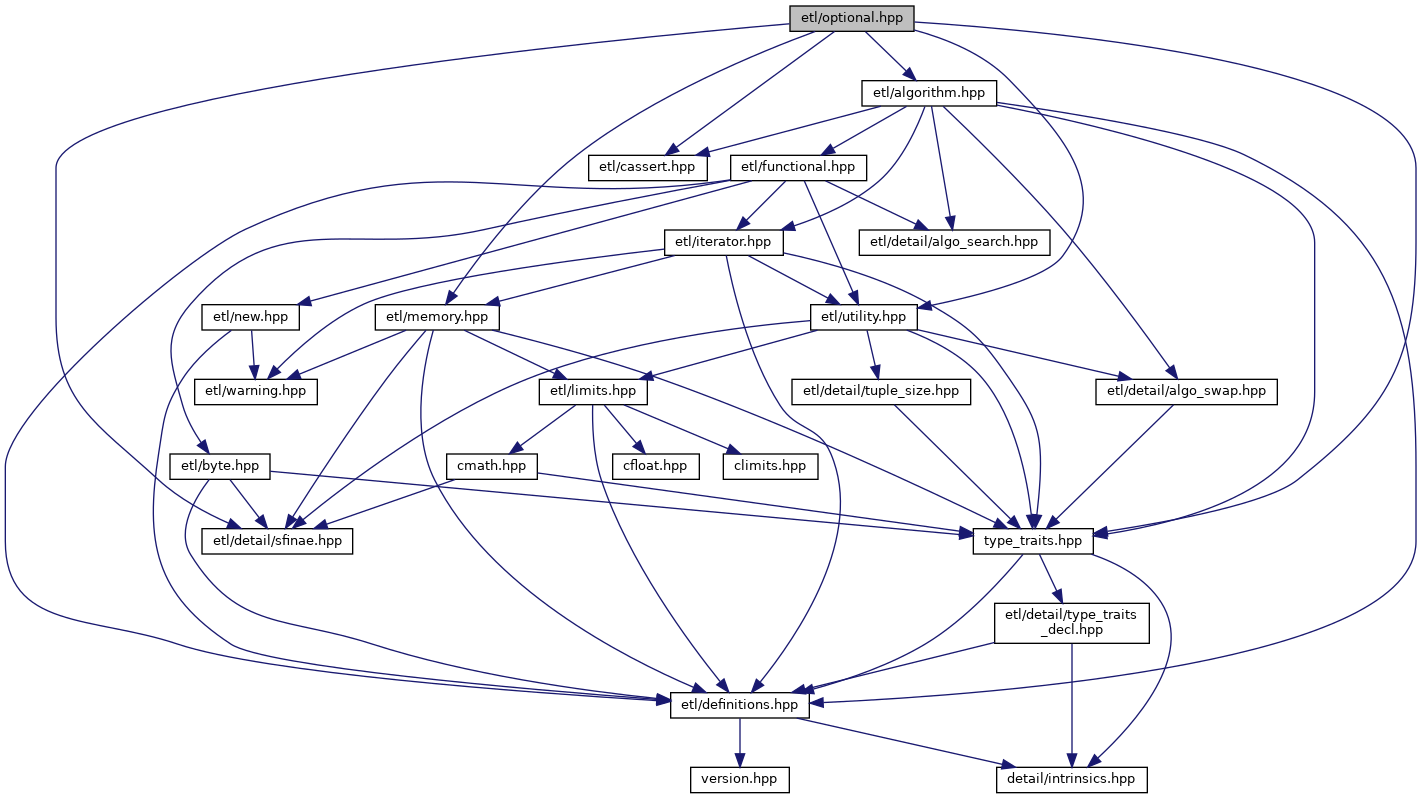 etl/optional.hpp
etl/algorithm.hpp
etl/cassert.hpp
etl/functional.hpp
etl/iterator.hpp
etl/detail/algo_search.hpp
etl/new.hpp
etl/memory.hpp
etl/utility.hpp
etl/warning.hpp
etl/limits.hpp
etl/detail/tuple_size.hpp
etl/detail/algo_swap.hpp
etl/byte.hpp
cmath.hpp
cfloat.hpp
climits.hpp
etl/detail/sfinae.hpp
type_traits.hpp
etl/detail/type_traits
_decl.hpp
etl/definitions.hpp
version.hpp
detail/intrinsics.hpp